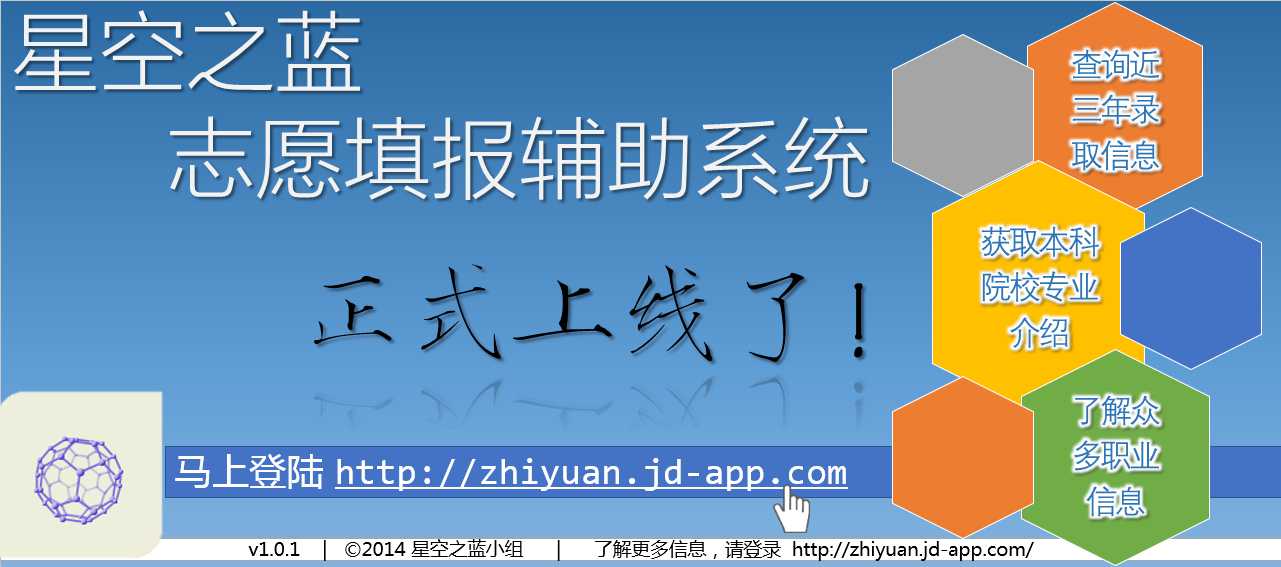 星空之蓝
志愿填报辅助系统
正式上线了!
查询近
三年录
取信息
获取本科
院校专业
介绍
了解众
多职业
信息
马上登陆 http://zhiyuan.jd-app.com
v1.0.1 | ©2014 星空之蓝小组 | 了解更多信息，请登录 http://zhiyuan.jd-app.com/